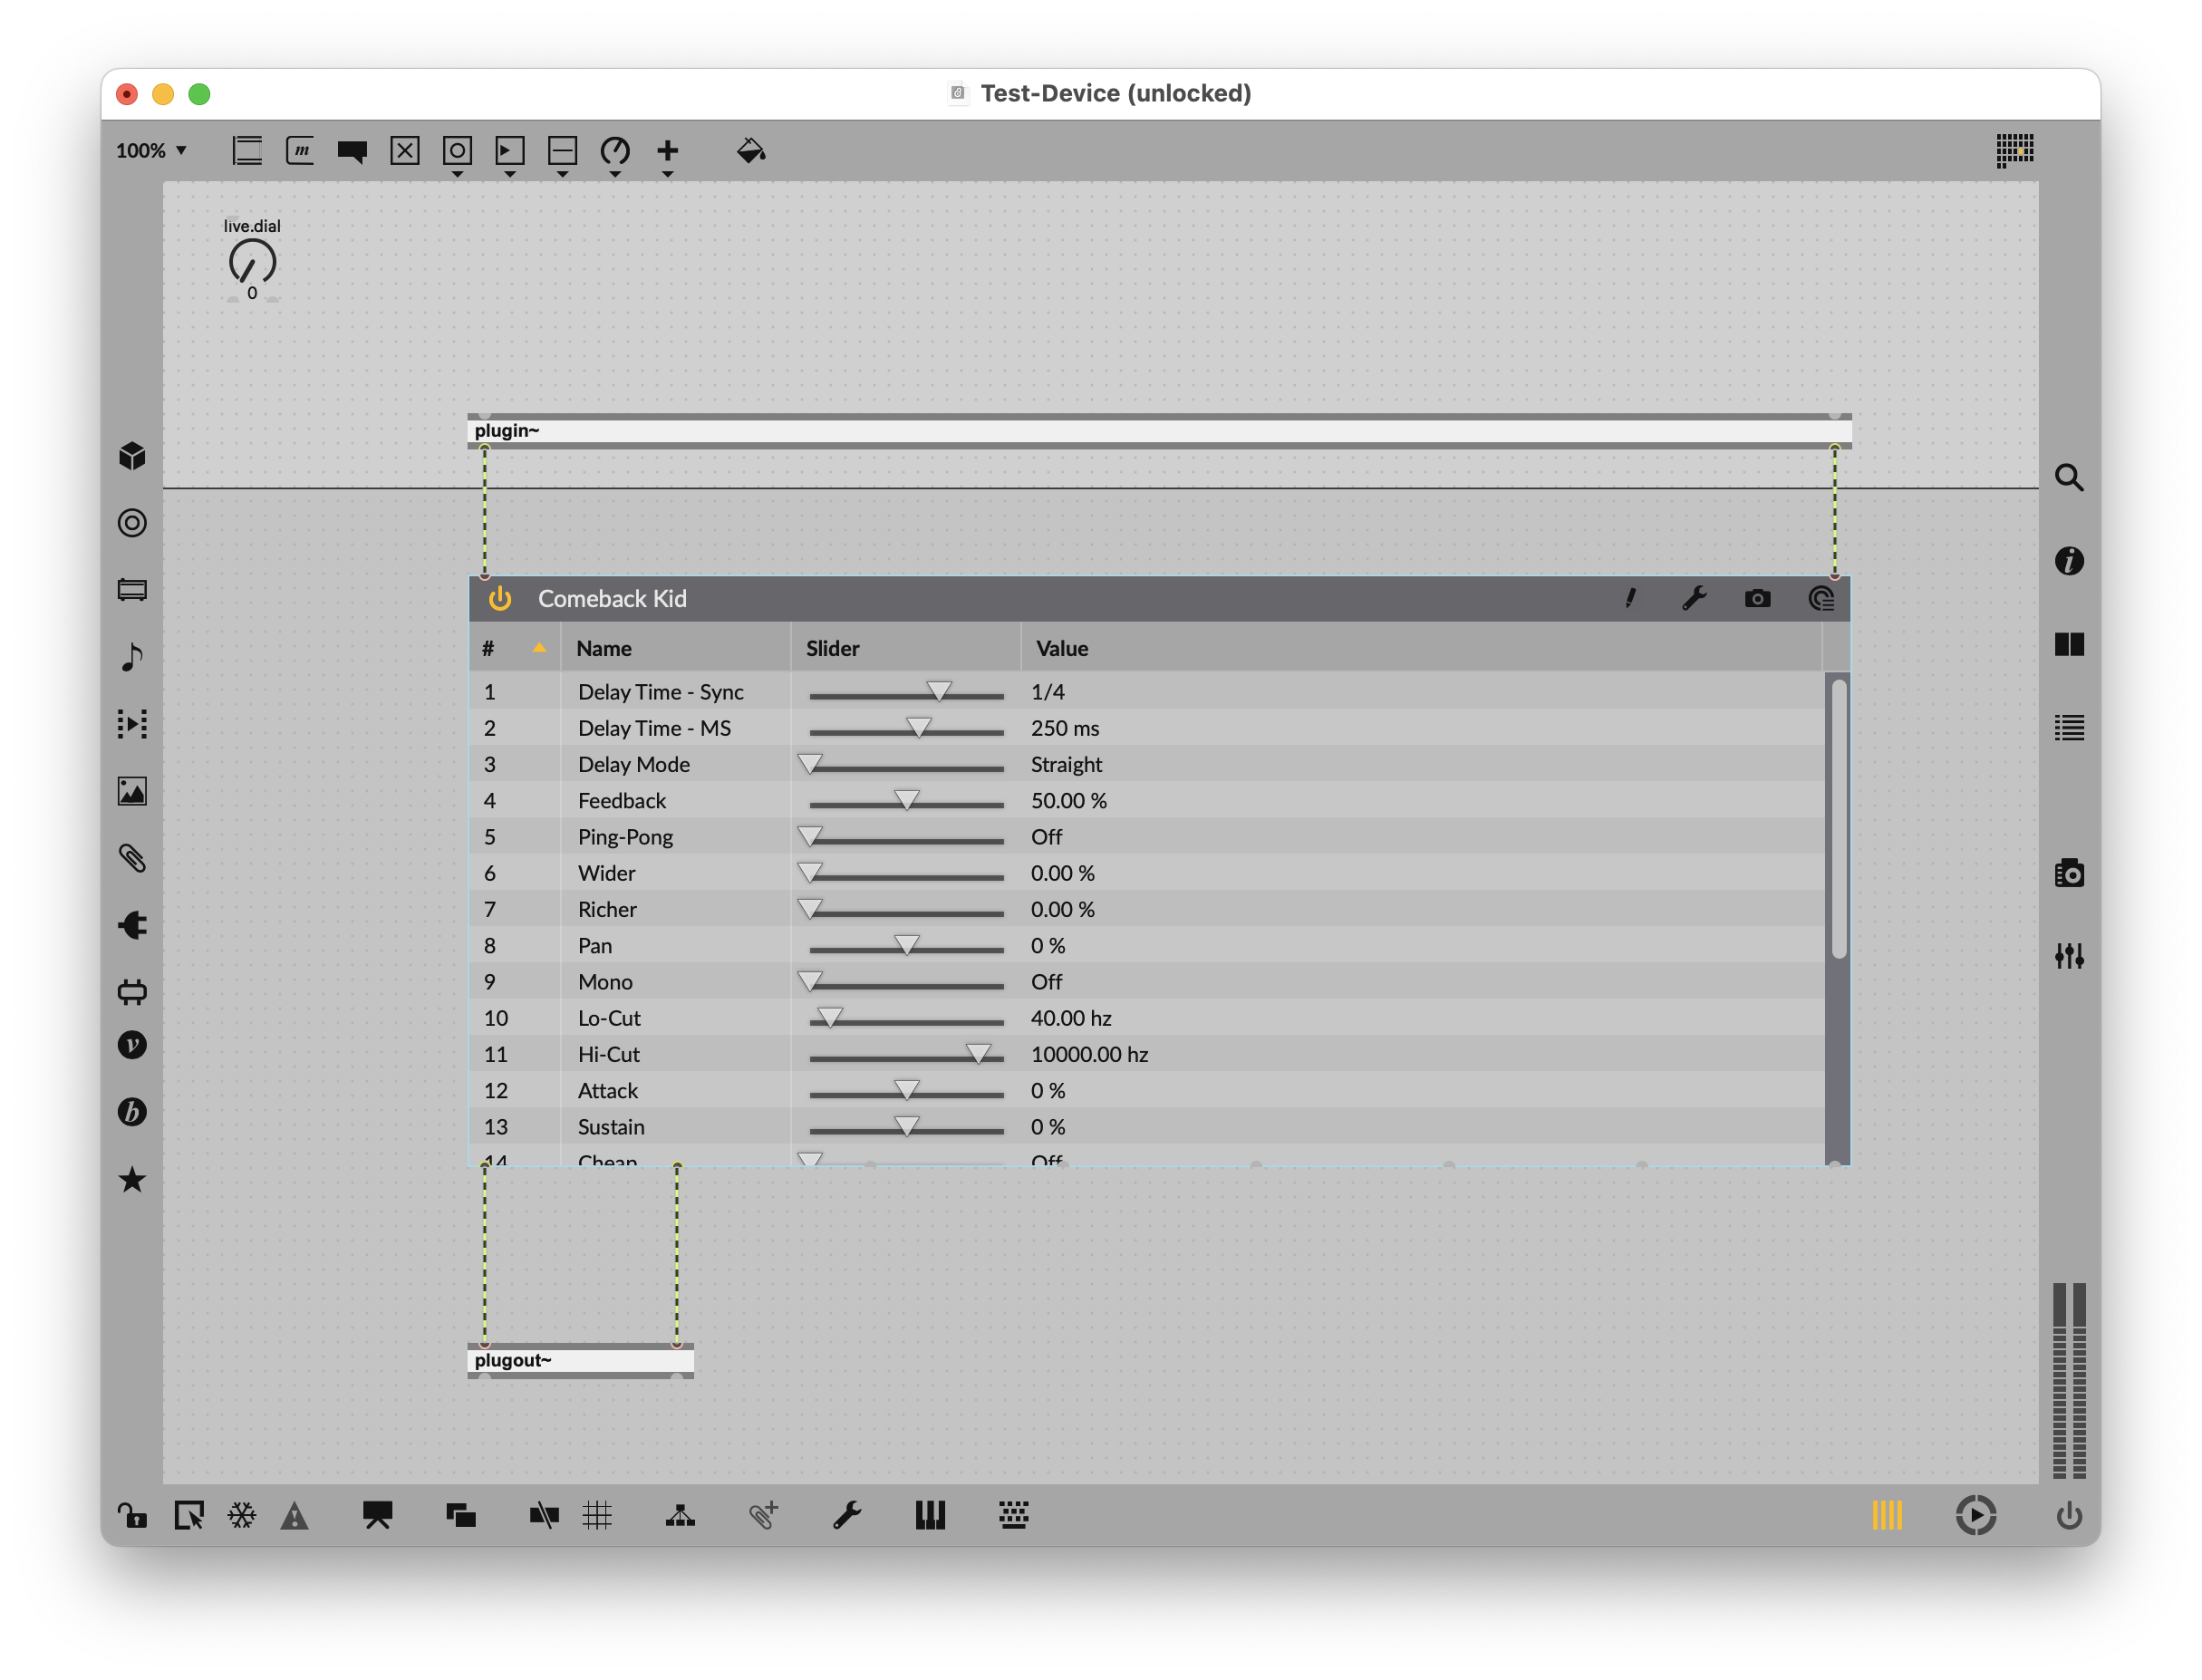 Test-Device (unlocked)
100%
m
live.dial
0
plugin~
Comeback Kid
# Name Slider Value
1 Delay Time - Sync 1/4
2 Delay Time - MS 250 ms
3 Delay Mode Straight
4 Feedback 50.00 %
5 Ping-Pong Off
6 Wider 0.00 %
7 Richer 0.00 %
8 Pan 0 %
9 Mono Off
10 Lo-Cut 40.00 hz
11 Hi-Cut 10000.00 hz
12 Attack 0 %
13 Sustain 0 %
14 Cheap Off
plugout~
i
v
b